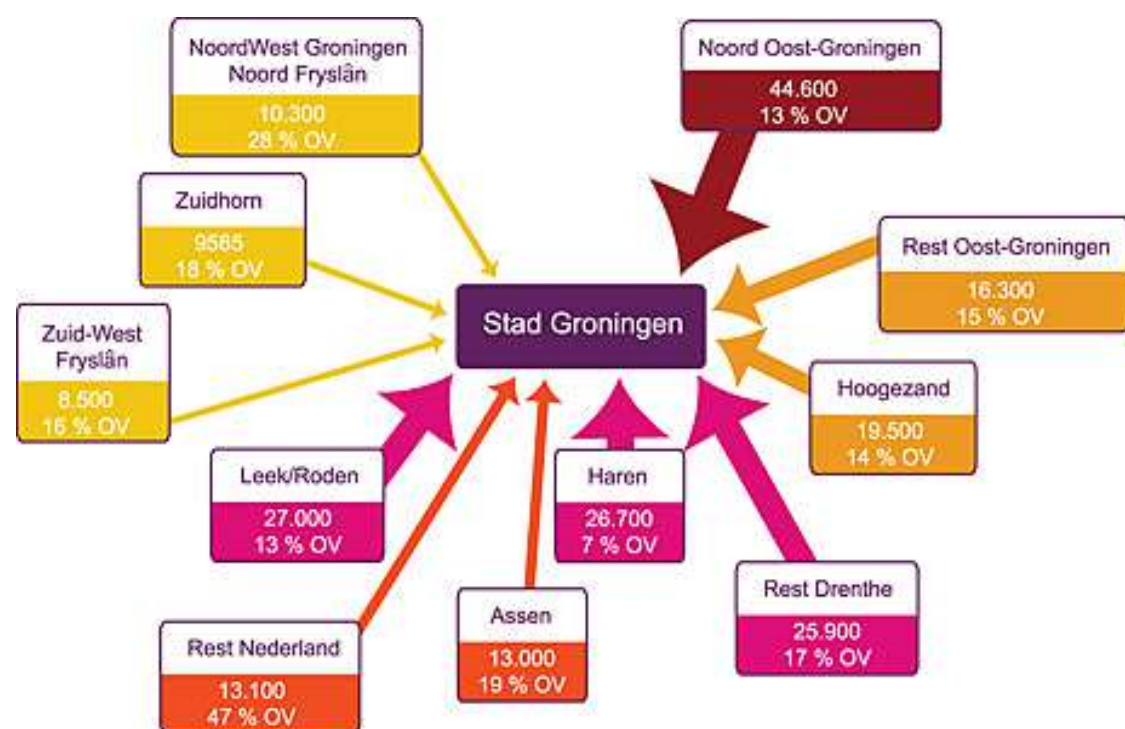 NoordWest Groningen
Noord Fryslân
10.300
28 % OV
Noord Oost-Groningen
44.600
13 % OV
Zuidhorn
9565
18 % OV
Rest Oost-Groningen
16.300
15 % OV
Stad Groningen
Zuid-West
Fryslân
8.500
16 % OV
Hoogezand
19.500
14 % OV
Leek/Roden
27.000
13 % OV
Haren
26.700
7 % OV
Rest Drenthe
25.900
17 % OV
Assen
13.000
19 % OV
Rest Nederland
13.100
47 % OV